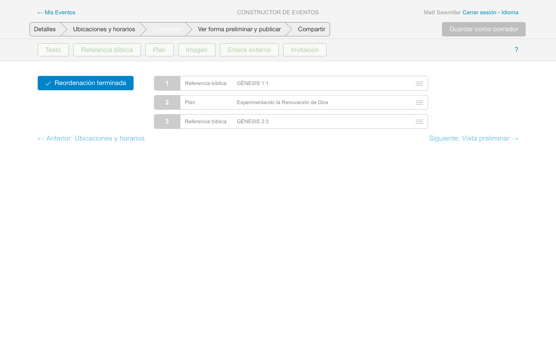 ← Mis Eventos
CONSTRUCTOR DE EVENTOS
Matt Sawmiller Cerrar sesión • Idioma
Detalles
Ubicaciones y horarios
Contenido
Ver forma preliminar y publicar
Compartir
Guardar como borrador
Texto
Referencia bíblica
Plan
Imagen
Enlace externo
Invitación
?
✓ Reordenación terminada
1 Referencia bíblica GÉNESIS 1:1
2 Plan Experimentando la Renovación de Dios
3 Referencia bíblica GÉNESIS 2:3
← Anterior: Ubicaciones y horarios
Siguiente: Vista preliminar →